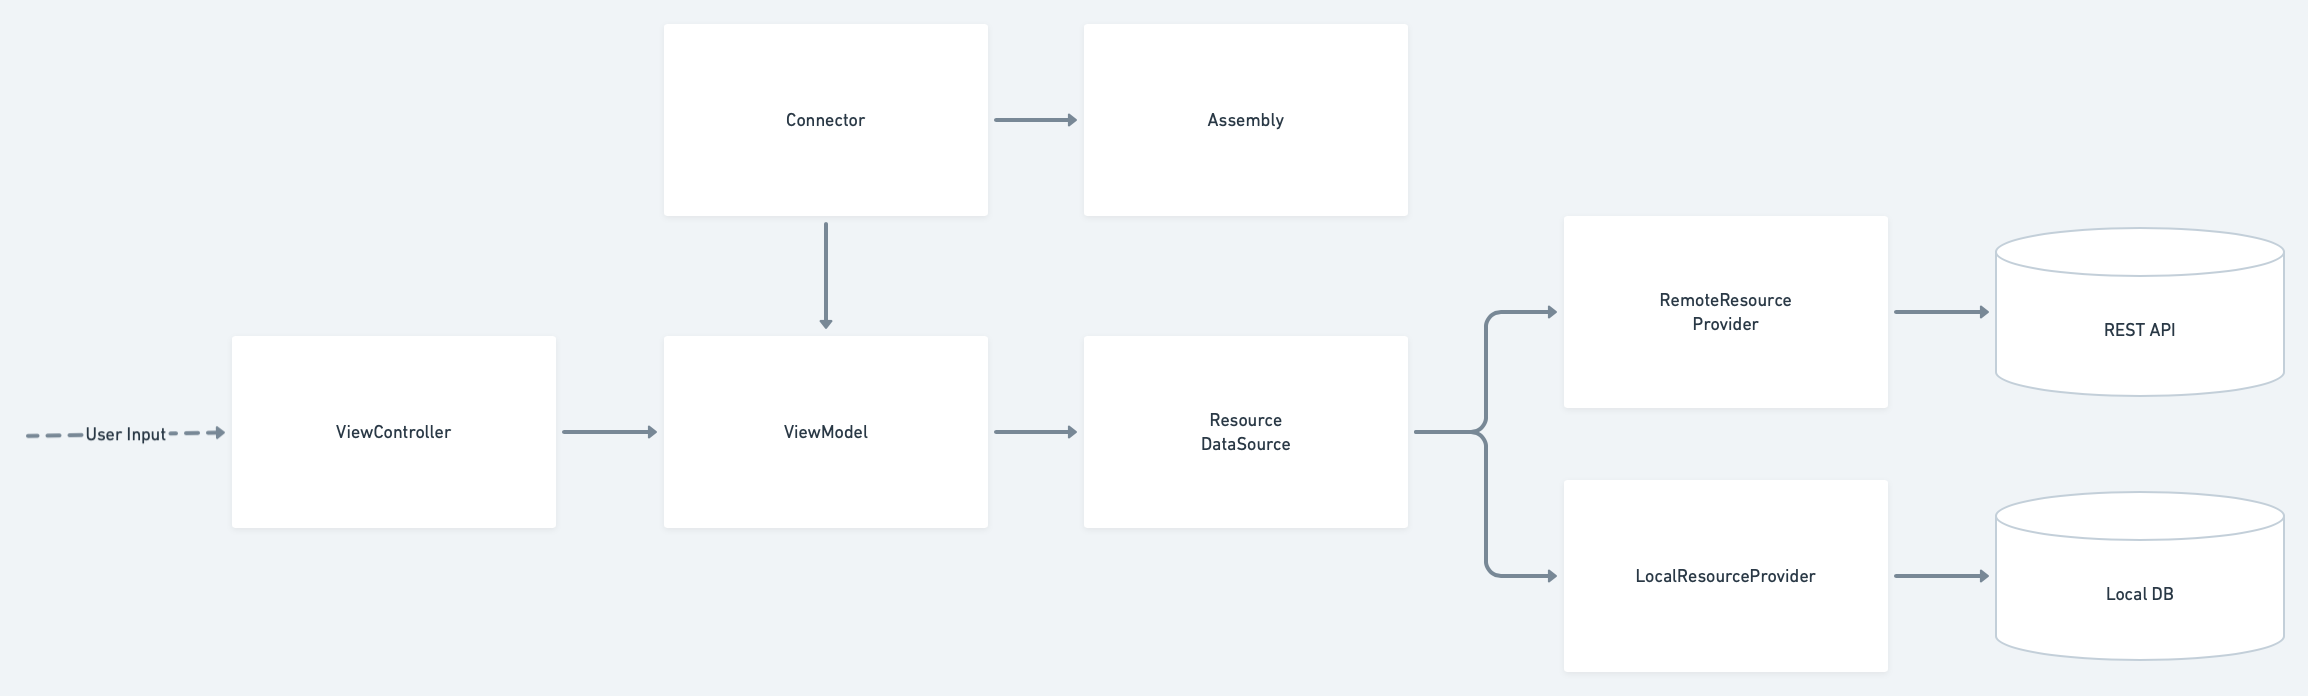 Connector
Assembly
RemoteResource
Provider
REST API
User Input
ViewController
ViewModel
Resource
DataSource
LocalResourceProvider
Local DB